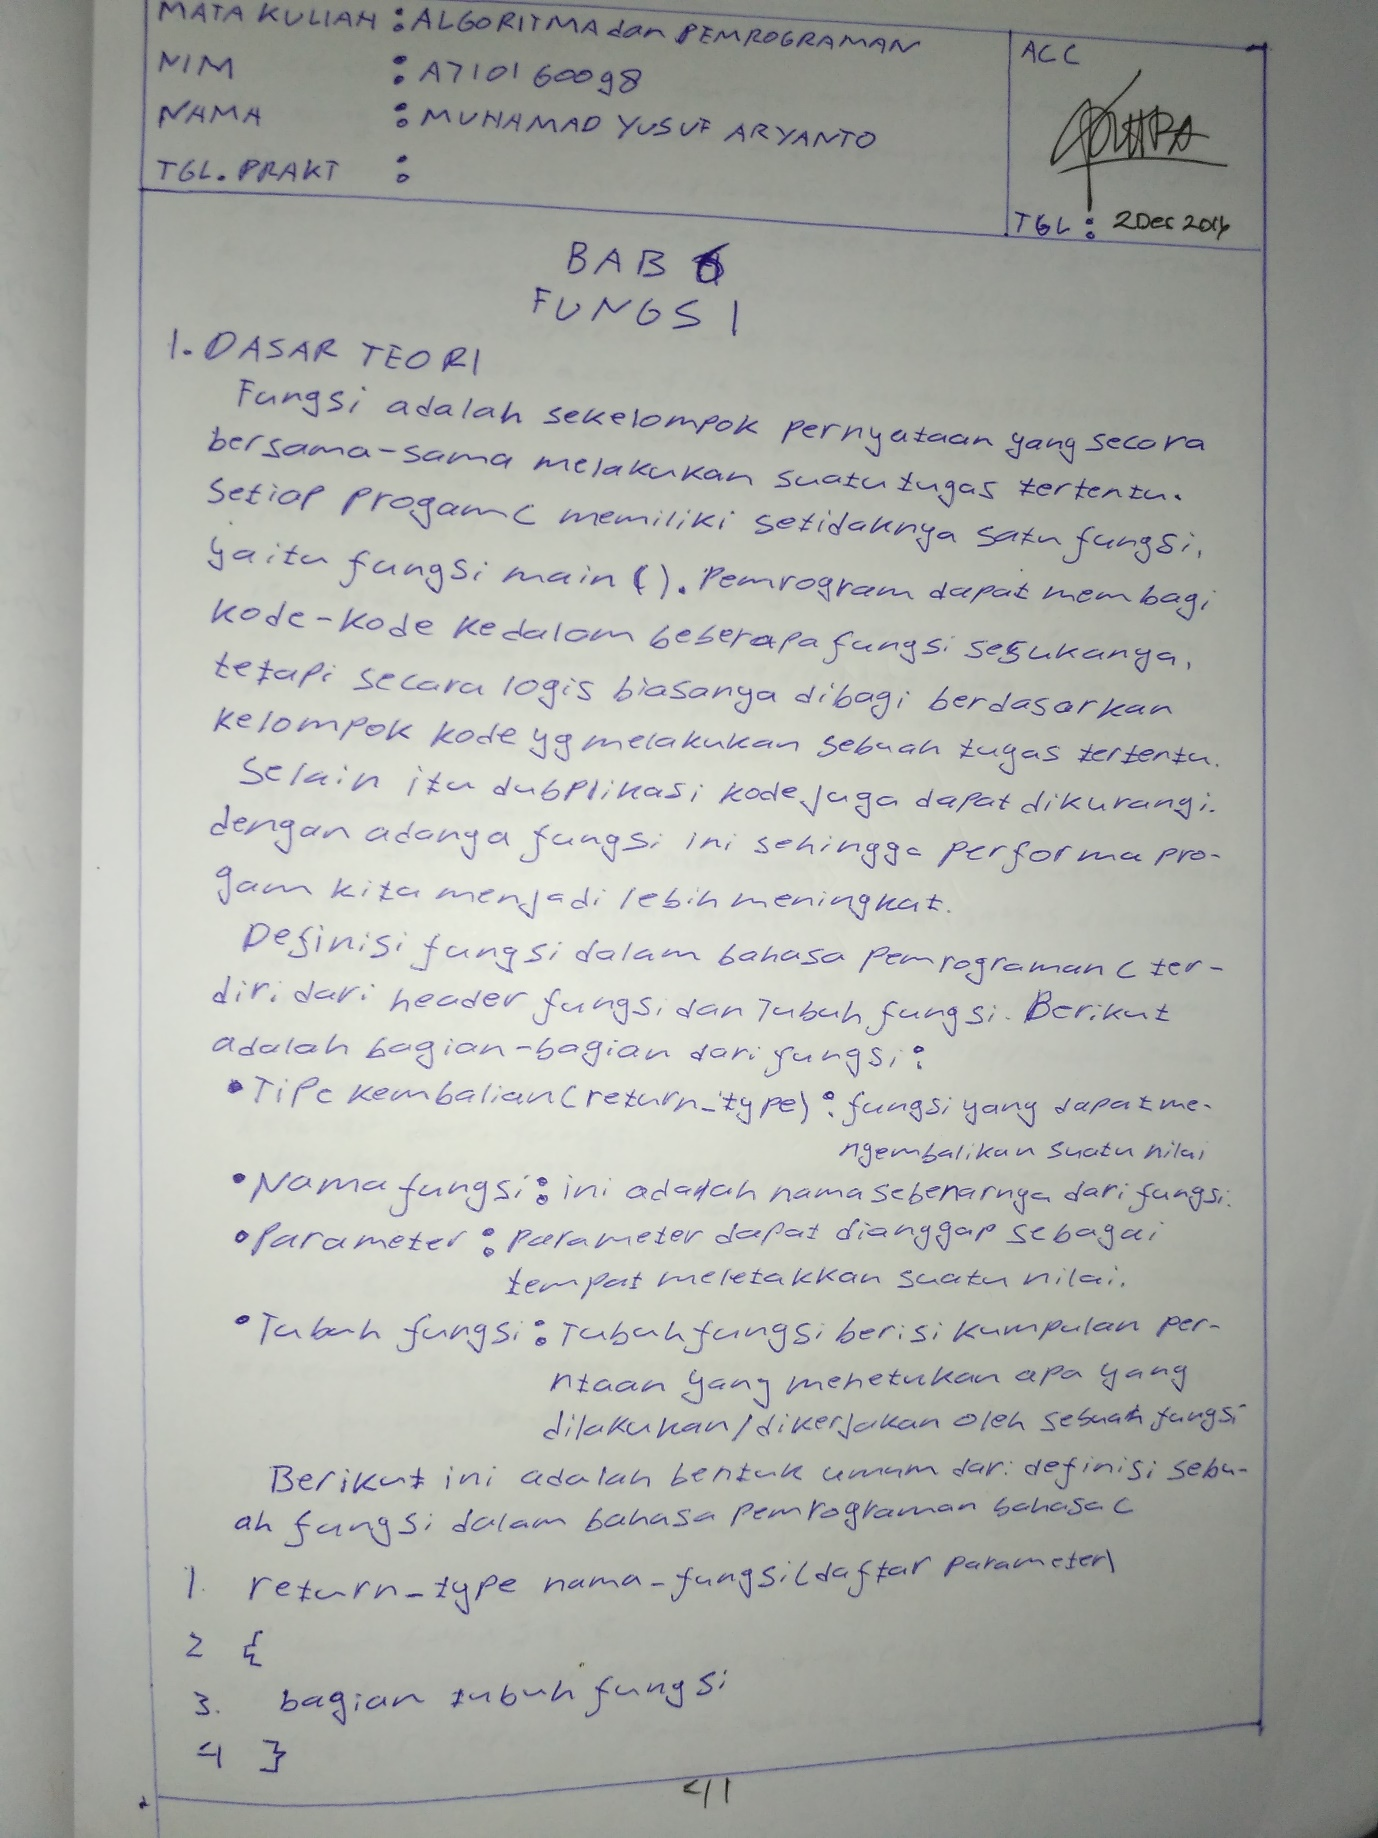 MATA KULIAH : ALGORITMA dan PEMROGRAMAN
NIM : A710160098
NAMA : MUHAMAD YUSUF ARYANTO
TGL. PRAKT :
ACC
TGL : 2 Dec 2016
BAB 6
FUNGSI
1. DASAR TEORI
Fungsi adalah sekelompok pernyataan yang secara
bersama-sama melakukan suatu tugas tertentu.
Setiap Progam C memiliki setidaknya satu fungsi,
yaitu fungsi main(). Pemrogram dapat membagi
kode-kode kedalam beberapa fungsi sesukanya,
tetapi secara logis biasanya dibagi berdasarkan
kelompok kode yg melakukan sebuah tugas tertentu.
Selain itu dubplikasi kode juga dapat dikurangi.
dengan adanya fungsi ini sehingga performa pro-
gam kita menjadi lebih meningkat.
Definisi fungsi dalam bahasa pemrograman C ter-
diri dari header fungsi dan Tubuh fungsi. Berikut
adalah bagian-bagian dari fungsi :
• Tipe kembalian (return_type) : fungsi yang dapat me-
ngembalikan suatu nilai
• Nama fungsi : ini adalah nama sebenarnya dari fungsi.
• Parameter : parameter dapat dianggap sebagai
tempat meletakkan suatu nilai.
• Tubuh fungsi : Tubuh fungsi berisi kumpulan per-
ntaan yang menetukan apa yang
dilakukan/dikerjakan oleh sebuah fungsi
Berikut ini adalah bentuk umum dari definisi sebu-
ah fungsi dalam bahasa pemrograman bahasa C
1. return_type nama-fungsi(daftar parameter)
2 {
3. bagian tubuh fungsi
4 }
41